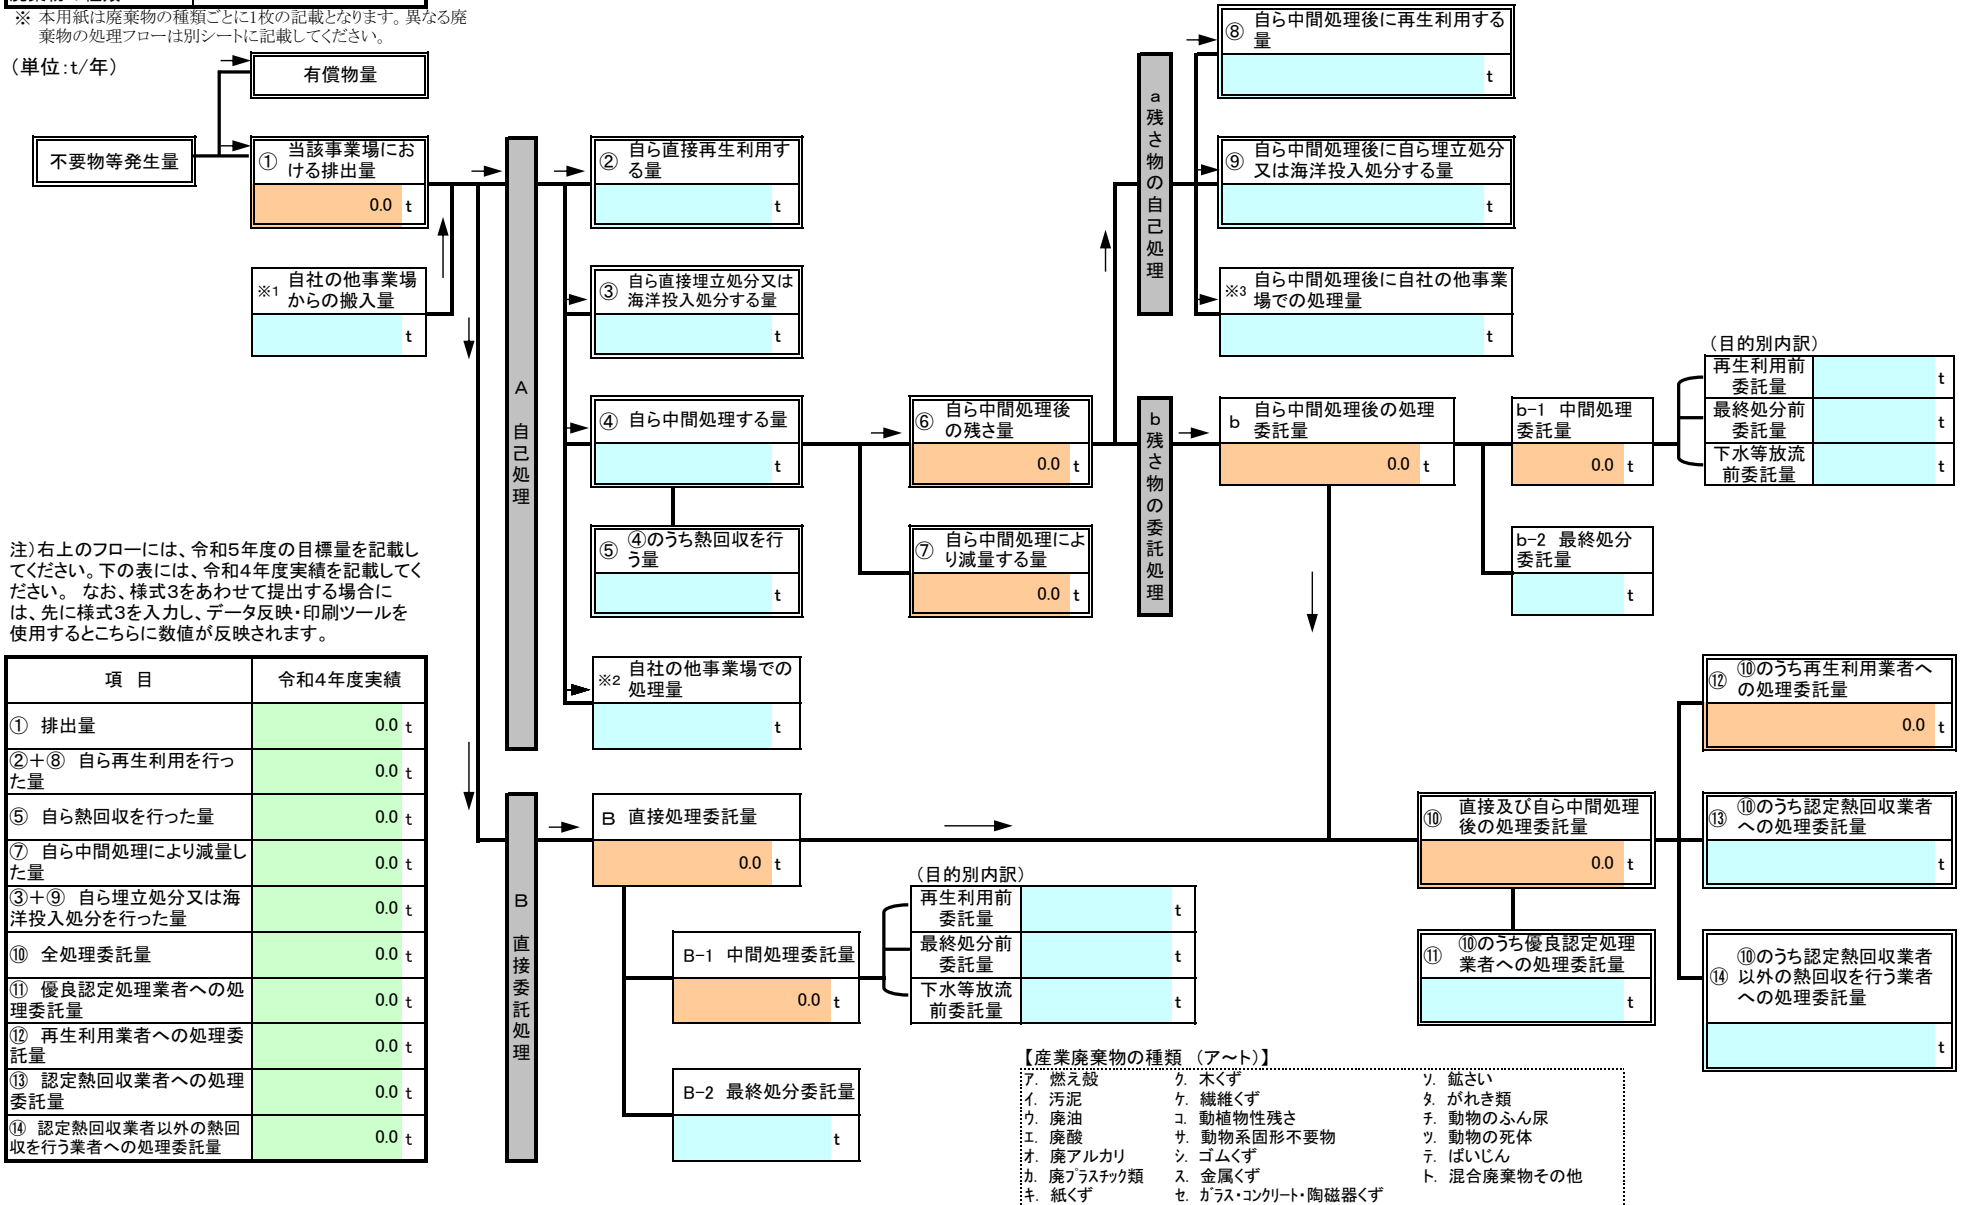 ※ 本用紙は廃棄物の種類ごとに1枚の記載となります。異なる廃
棄物の処理フローは別シートに記載してください。
(単位:t/年)
有償物量
不要物等発生量
① 当該事業場にお
ける排出量
0.0 t
※1 自社の他事業場
からの搬入量
t
A 自己処理
② 自ら直接再生利用す
る量
t
③ 自ら直接埋立処分又は
海洋投入処分する量
t
④ 自ら中間処理する量
t
⑤ ④のうち熱回収を行
う量
t
※2 自社の他事業場での
処理量
t
⑥ 自ら中間処理後
の残さ量
0.0 t
⑦ 自ら中間処理によ
り減量する量
0.0 t
a残さ物の自己処理
⑧ 自ら中間処理後に再生利用する
量
t
⑨ 自ら中間処理後に自ら埋立処分
又は海洋投入処分する量
t
※3 自ら中間処理後に自社の他事業
場での処理量
t
b残さ物の委託処理
b 自ら中間処理後の処理
委託量
0.0 t
b-1 中間処理
委託量
0.0 t
(目的別内訳)
再生利用前
委託量
t
最終処分前
委託量
t
下水等放流
前委託量
t
b-2 最終処分
委託量
t
注)右上のフローには、令和5年度の目標量を記載し
てください。下の表には、令和4年度実績を記載してく
ださい。 なお、様式3をあわせて提出する場合に
は、先に様式3を入力し、データ反映・印刷ツールを
使用するとこちらに数値が反映されます。
項 目 令和4年度実績
① 排出量 0.0 t
②+⑧ 自ら再生利用を行っ
た量 0.0 t
⑤ 自ら熱回収を行った量 0.0 t
⑦ 自ら中間処理により減量し
た量 0.0 t
③+⑨ 自ら埋立処分又は海
洋投入処分を行った量 0.0 t
⑩ 全処理委託量 0.0 t
⑪ 優良認定処理業者への処
理委託量 0.0 t
⑫ 再生利用業者への処理委
託量 0.0 t
⑬ 認定熱回収業者への処理
委託量 0.0 t
⑭ 認定熱回収業者以外の熱回
収を行う業者への処理委託量 0.0 t
B 直接委託処理
B 直接処理委託量
0.0 t
B-1 中間処理委託量
0.0 t
(目的別内訳)
再生利用前
委託量
t
最終処分前
委託量
t
下水等放流
前委託量
t
B-2 最終処分委託量
t
⑩ 直接及び自ら中間処理
後の処理委託量
0.0 t
⑪ ⑩のうち優良認定処理
業者への処理委託量
t
⑫ ⑩のうち再生利用業者へ
の処理委託量
0.0 t
⑬ ⑩のうち認定熱回収業者
への処理委託量
t
⑭ ⑩のうち認定熱回収業者
以外の熱回収を行う業者
への処理委託量
t
【産業廃棄物の種類 (ア～ト)】
ア. 燃え殻 ク. 木くず ソ. 鉱さい
イ. 汚泥 ケ. 繊維くず タ. がれき類
ウ. 廃油 コ. 動植物性残さ チ. 動物のふん尿
エ. 廃酸 サ. 動物系固形不要物 ツ. 動物の死体
オ. 廃アルカリ シ. ゴムくず テ. ばいじん
カ. 廃プラスチック類 ス. 金属くず ト. 混合廃棄物その他
キ. 紙くず セ. ガラス・コンクリート・陶磁器くず